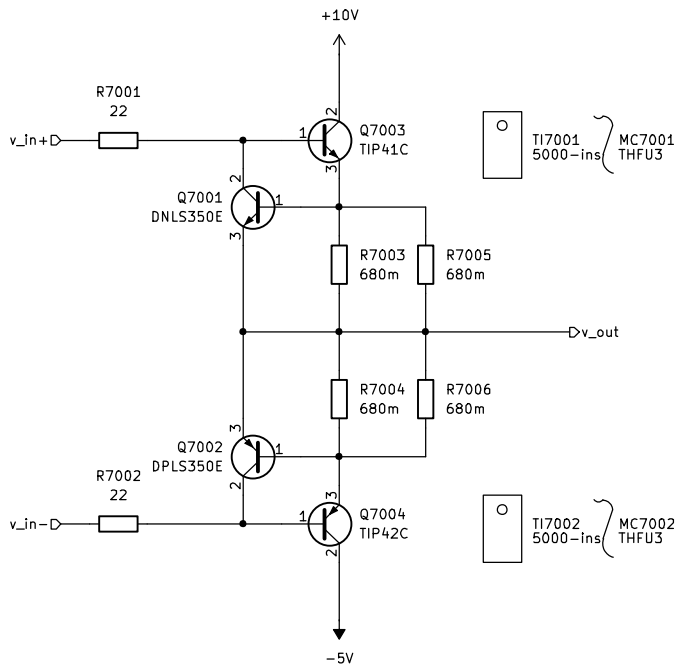 +10V
R7001
22
v_in+
1
2
3
Q7003
TIP41C
TI7001
5000-ins
MC7001
THFU3
2
Q7001
DNLS350E
1
3
R7003
680m
R7005
680m
v_out
R7004
680m
R7006
680m
3
Q7002
DPLS350E
1
2
R7002
22
v_in-
1
3
2
Q7004
TIP42C
TI7002
5000-ins
MC7002
THFU3
-5V